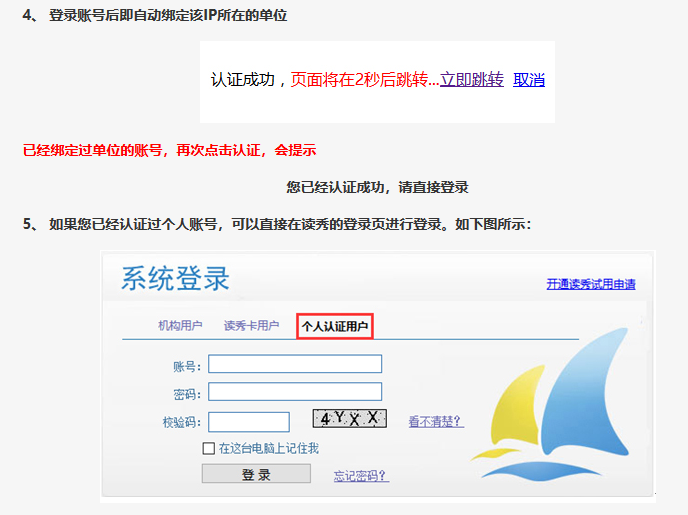 4、 登录账号后即自动绑定该IP所在的单位
认证成功，页面将在2秒后跳转...立即跳转 取消
已经绑定过单位的账号，再次点击认证，会提示
您已经认证成功，请直接登录
5、 如果您已经认证过个人账号，可以直接在读秀的登录页进行登录。如下图所示：
系统登录
开通读秀试用申请
机构用户 读秀卡用户 个人认证用户
账号：
密码：
校验码： 4YXX 看不清楚？
在这台电脑上记住我
登 录 忘记密码？